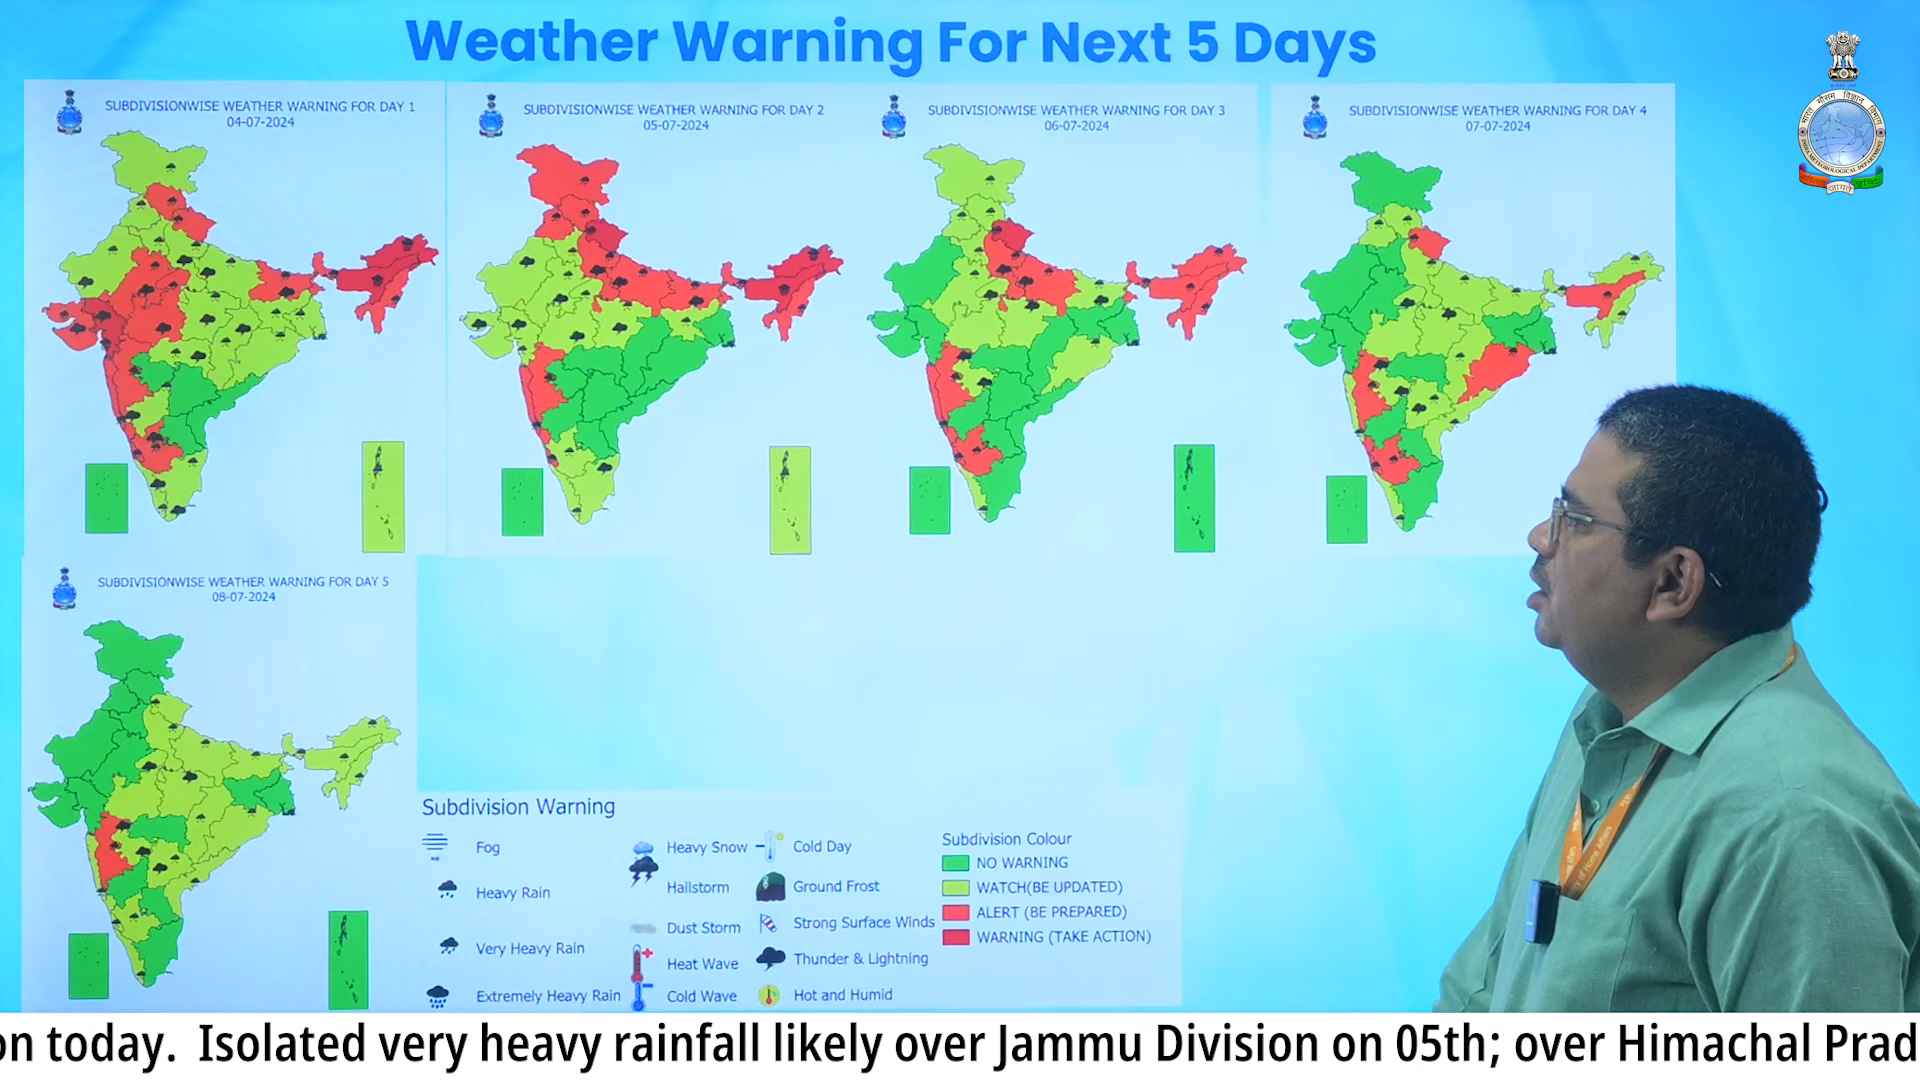 Weather Warning For Next 5 Days
SUBDIVISIONWISE WEATHER WARNING FOR DAY 1
04-07-2024
SUBDIVISIONWISE WEATHER WARNING FOR DAY 2
05-07-2024
SUBDIVISIONWISE WEATHER WARNING FOR DAY 3
06-07-2024
SUBDIVISIONWISE WEATHER WARNING FOR DAY 4
07-07-2024
भारत मौसम विज्ञान विभाग
INDIA METEOROLOGICAL DEPARTMENT
SUBDIVISIONWISE WEATHER WARNING FOR DAY 5
08-07-2024
Subdivision Warning
Fog
Heavy Rain
Very Heavy Rain
Extremely Heavy Rain
Heavy Snow
Hailstorm
Dust Storm
Heat Wave
Cold Wave
Cold Day
Ground Frost
Strong Surface Winds
Thunder & Lightning
Hot and Humid
Subdivision Colour
NO WARNING
WATCH(BE UPDATED)
ALERT (BE PREPARED)
WARNING (TAKE ACTION)
on today. Isolated very heavy rainfall likely over Jammu Division on 05th; over Himachal Prad